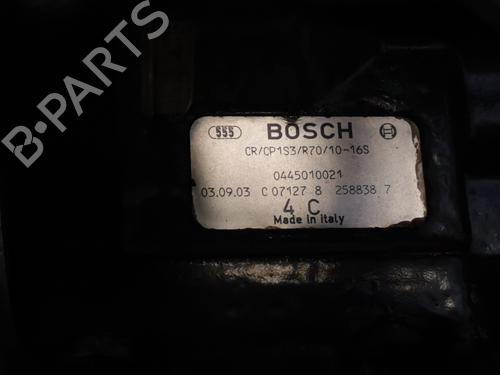 B-PARTS
555 BOSCH
CR/CP1S3/R70/10-16S
0445010021
03.09.03 C 07127 8 258838 7
4 C
Made in Italy